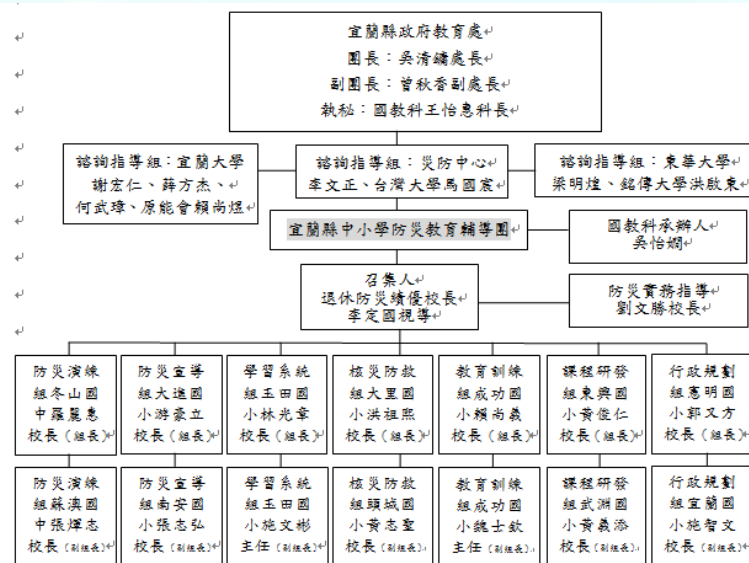 宜蘭縣政府教育處
團長：吳清鏞處長
副團長：曾秋香副處長
執秘：國教科王怡惠科長
諮詢指導組：宜蘭大學
謝宏仁、薛方杰、
何武璋、原能會賴尚煜
諮詢指導組：災防中心
李文正、台灣大學馬國宸
諮詢指導組：東華大學
梁明煌、銘傳大學洪啟東
宜蘭縣中小學防災教育輔導團
國教科承辦人
吳怡嫺
召集人
退休防災績優校長
李定國視導
防災實務指導
劉文勝校長
防災演練
組冬山國
中羅麗惠
校長（組長）
防災宣導
組大進國
小游豪立
校長（組長）
學習系統
組玉田國
小林光章
校長（組長）
核災防救
組大里國
小洪祖熙
校長（組長）
教育訓練
組成功國
小賴尚義
校長（組長）
課程研發
組東興國
小黃俊仁
校長（組長）
行政規劃
組憲明國
小郭又方
校長（組長）
防災演練
組蘇澳國
中張煇志
校長（副組長）
防災宣導
組南安國
小張志弘
校長（副組長）
學習系統
組玉田國
小施文彬
主任（副組長）
核災防救
組頭城國
小黃志聖
校長（副組長）
教育訓練
組成功國
小魏士欽
主任（副組長）
課程研發
組武淵國
小黃義添
校長（副組長）
行政規劃
組宜蘭國
小施智文
校長（副組長）